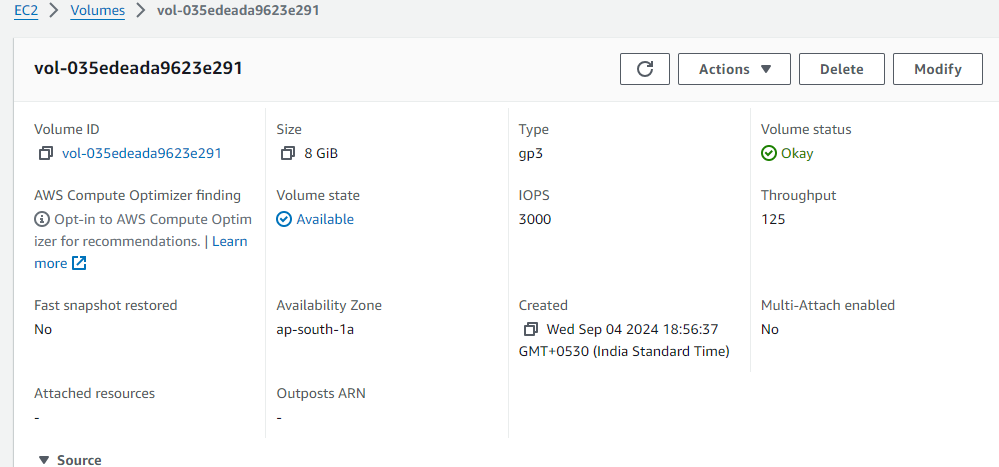 EC2 > Volumes > vol-035edeada9623e291
vol-035edeada9623e291
Actions ▼
Delete
Modify
Volume ID
vol-035edeada9623e291
Size
8 GiB
Type
gp3
Volume status
Okay
AWS Compute Optimizer finding
Opt-in to AWS Compute Optim
izer for recommendations. | Learn
more
Volume state
Available
IOPS
3000
Throughput
125
Fast snapshot restored
No
Availability Zone
ap-south-1a
Created
Wed Sep 04 2024 18:56:37
GMT+0530 (India Standard Time)
Multi-Attach enabled
No
Attached resources
-
Outposts ARN
-
▼ Source